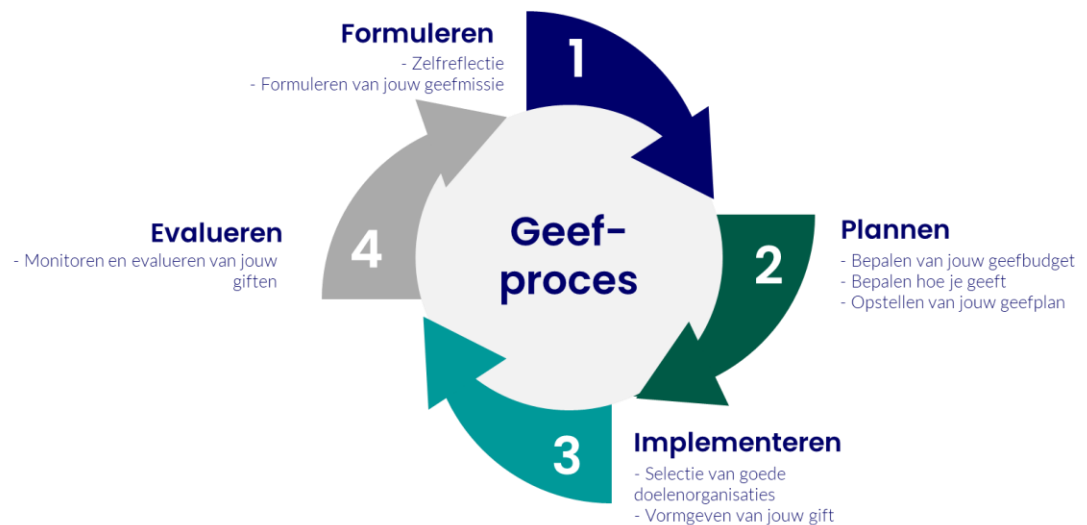 Formuleren
- Zelfreflectie
- Formuleren van jouw geefmissie
1
Geef-
proces
2
Plannen
- Bepalen van jouw geefbudget
- Bepalen hoe je geeft
- Opstellen van jouw geefplan
3
Implementeren
- Selectie van goede
doelenorganisaties
- Vormgeven van jouw gift
4
Evalueren
- Monitoren en evalueren van jouw
giften